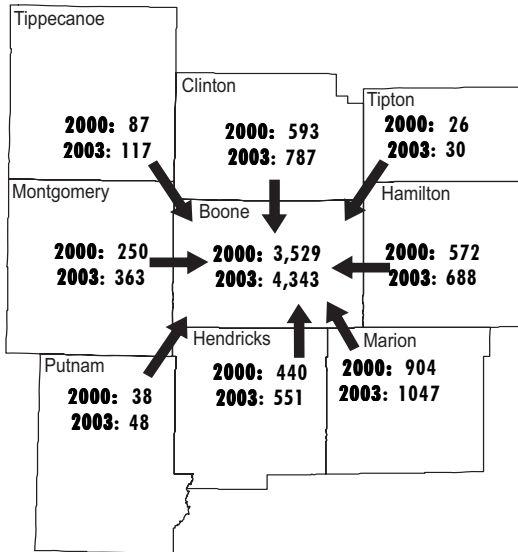 Tippecanoe
2000: 87
2003: 117
Clinton
2000: 593
2003: 787
Tipton
2000: 26
2003: 30
Montgomery
2000: 250
2003: 363
Boone
2000: 3,529
2003: 4,343
Hamilton
2000: 572
2003: 688
Putnam
2000: 38
2003: 48
Hendricks
2000: 440
2003: 551
Marion
2000: 904
2003: 1047